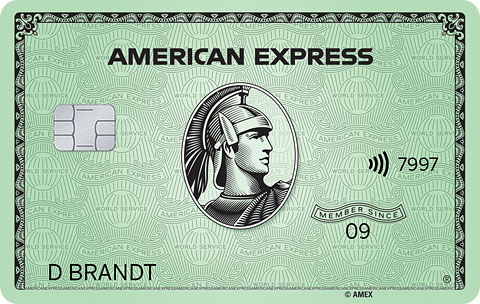 AMERICAN EXPRESS
7997
MEMBER SINCE
09
D BRANDT
®
© AMEX